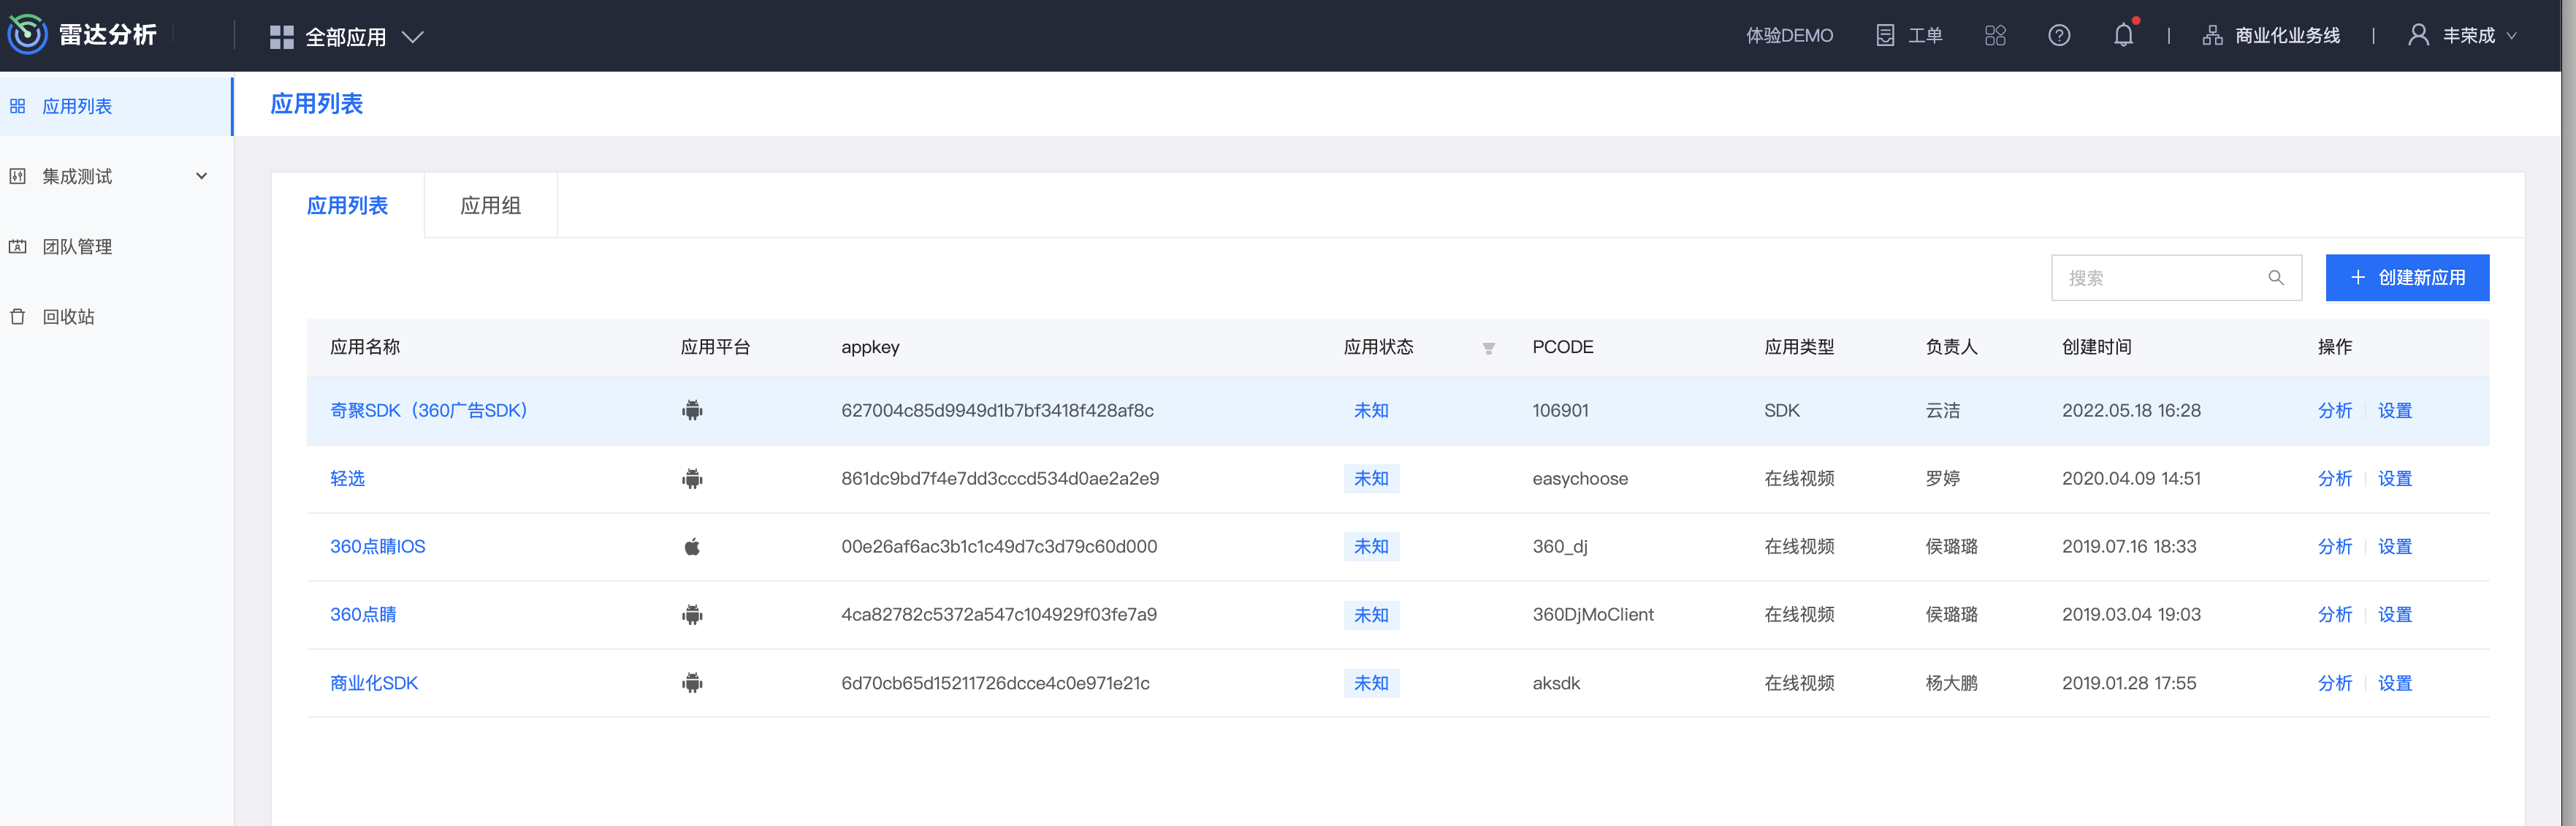 雷达分析
全部应用
体验DEMO
工单
商业化业务线
丰荣成
应用列表
集成测试
团队管理
回收站
应用列表
应用列表
应用组
搜索
创建新应用
应用名称 应用平台 appkey 应用状态 PCODE 应用类型 负责人 创建时间 操作
奇聚SDK（360广告SDK） 627004c85d9949d1b7bf3418f428af8c 未知 106901 SDK 云洁 2022.05.18 16:28 分析 设置
轻选 861dc9bd7f4e7dd3cccd534d0ae2a2e9 未知 easychoose 在线视频 罗婷 2020.04.09 14:51 分析 设置
360点睛IOS 00e26af6ac3b1c1c49d7c3d79c60d000 未知 360_dj 在线视频 侯璐璐 2019.07.16 18:33 分析 设置
360点睛 4ca82782c5372a547c104929f03fe7a9 未知 360DjMoClient 在线视频 侯璐璐 2019.03.04 19:03 分析 设置
商业化SDK 6d70cb65d15211726dcce4c0e971e21c 未知 aksdk 在线视频 杨大鹏 2019.01.28 17:55 分析 设置